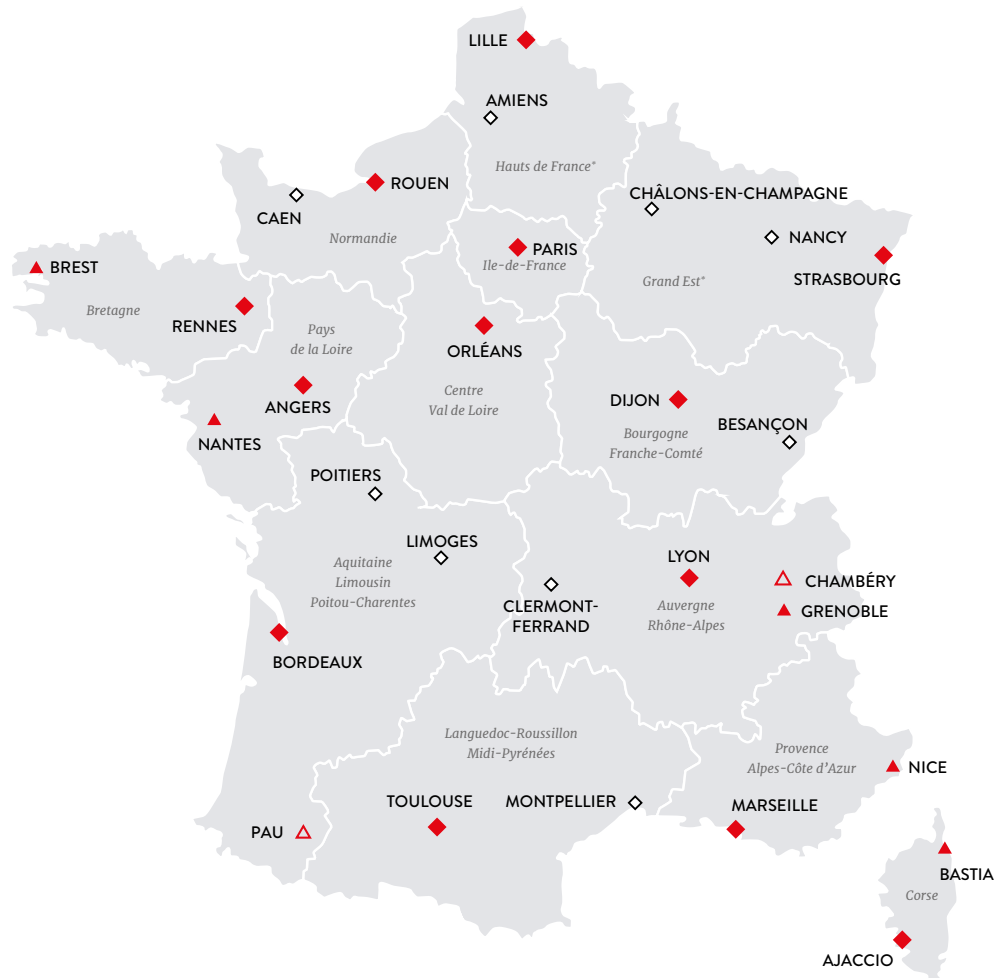 LILLE
AMIENS
Hauts de France*
ROUEN
CAEN
Normandie
CHÂLONS-EN-CHAMPAGNE
NANCY
STRASBOURG
Grand Est*
PARIS
Ile-de-France
BREST
Bretagne
RENNES
Pays
de la Loire
ANGERS
NANTES
ORLÉANS
Centre
Val de Loire
DIJON
BESANÇON
Bourgogne
Franche-Comté
POITIERS
LIMOGES
Aquitaine
Limousin
Poitou-Charentes
BORDEAUX
CLERMONT-
FERRAND
LYON
Auvergne
Rhône-Alpes
CHAMBÉRY
GRENOBLE
Languedoc-Roussillon
Midi-Pyrénées
TOULOUSE
MONTPELLIER
PAU
Provence
Alpes-Côte d'Azur
NICE
MARSEILLE
BASTIA
Corse
AJACCIO